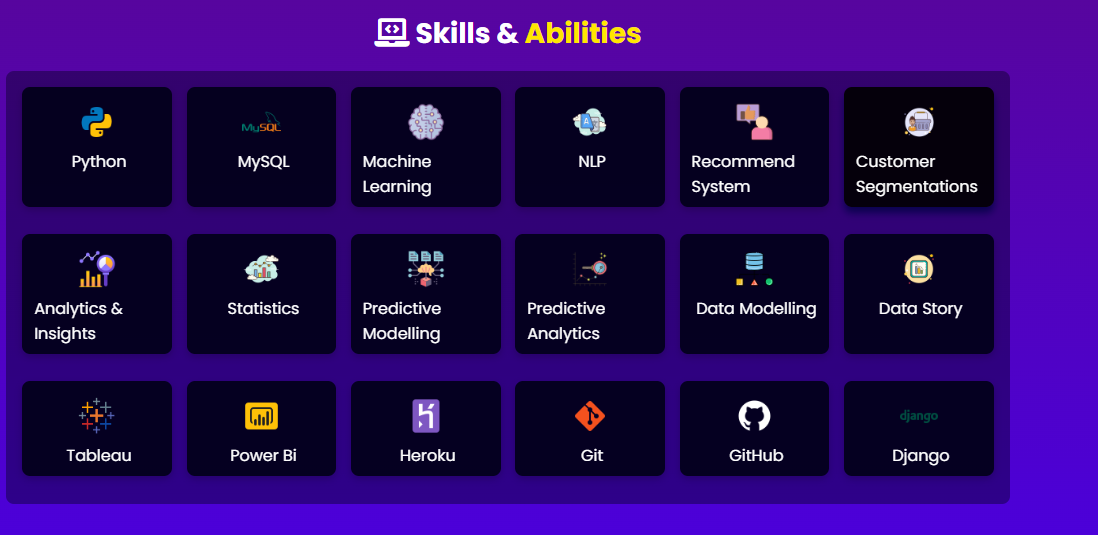 Skills & Abilities
Python
MySQL
MySQL
Machine
Learning
NLP
Recommend
System
Customer
Segmentations
Analytics &
Insights
Statistics
Predictive
Modelling
Predictive
Analytics
Data Modelling
Data Story
Tableau
Power Bi
Heroku
Git
GitHub
django
Django